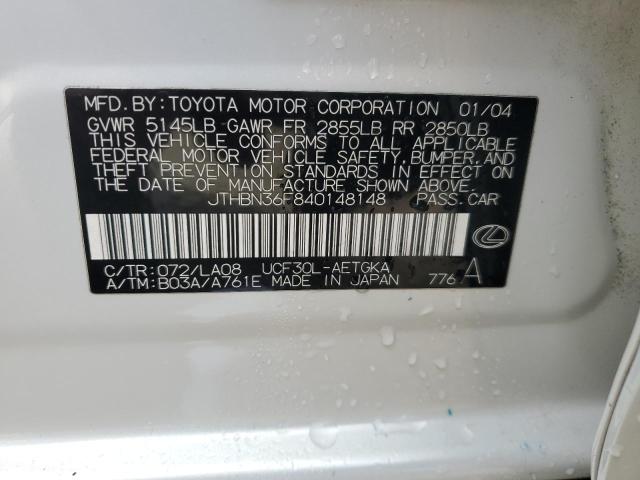 MFD. BY: TOYOTA MOTOR CORPORATION 01/04
GVWR 5145LB GAWR FR 2855LB RR 2850LB
THIS VEHICLE CONFORMS TO ALL APPLICABLE
FEDERAL MOTOR VEHICLE SAFETY, BUMPER, AND
THEFT PREVENTION STANDARDS IN EFFECT ON
THE DATE OF MANUFACTURE SHOWN ABOVE.
JTHBN36F840148148 PASS. CAR
C/TR: 072/LA08 UCF30L-AETGKA
A/TM: B03A/A761E MADE IN JAPAN 776 A